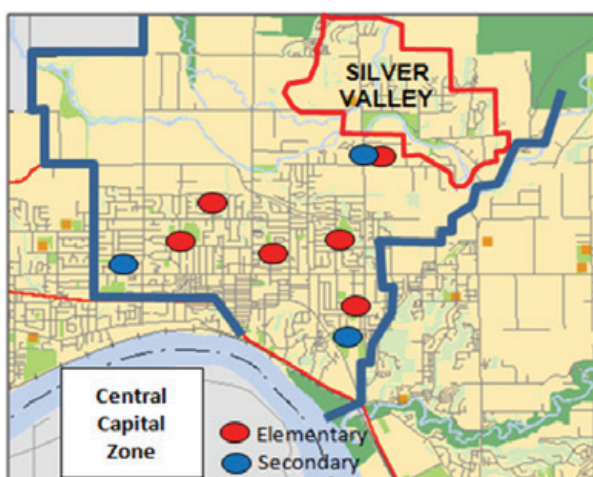 SILVER
VALLEY
Central
Capital
Zone
Elementary
Secondary